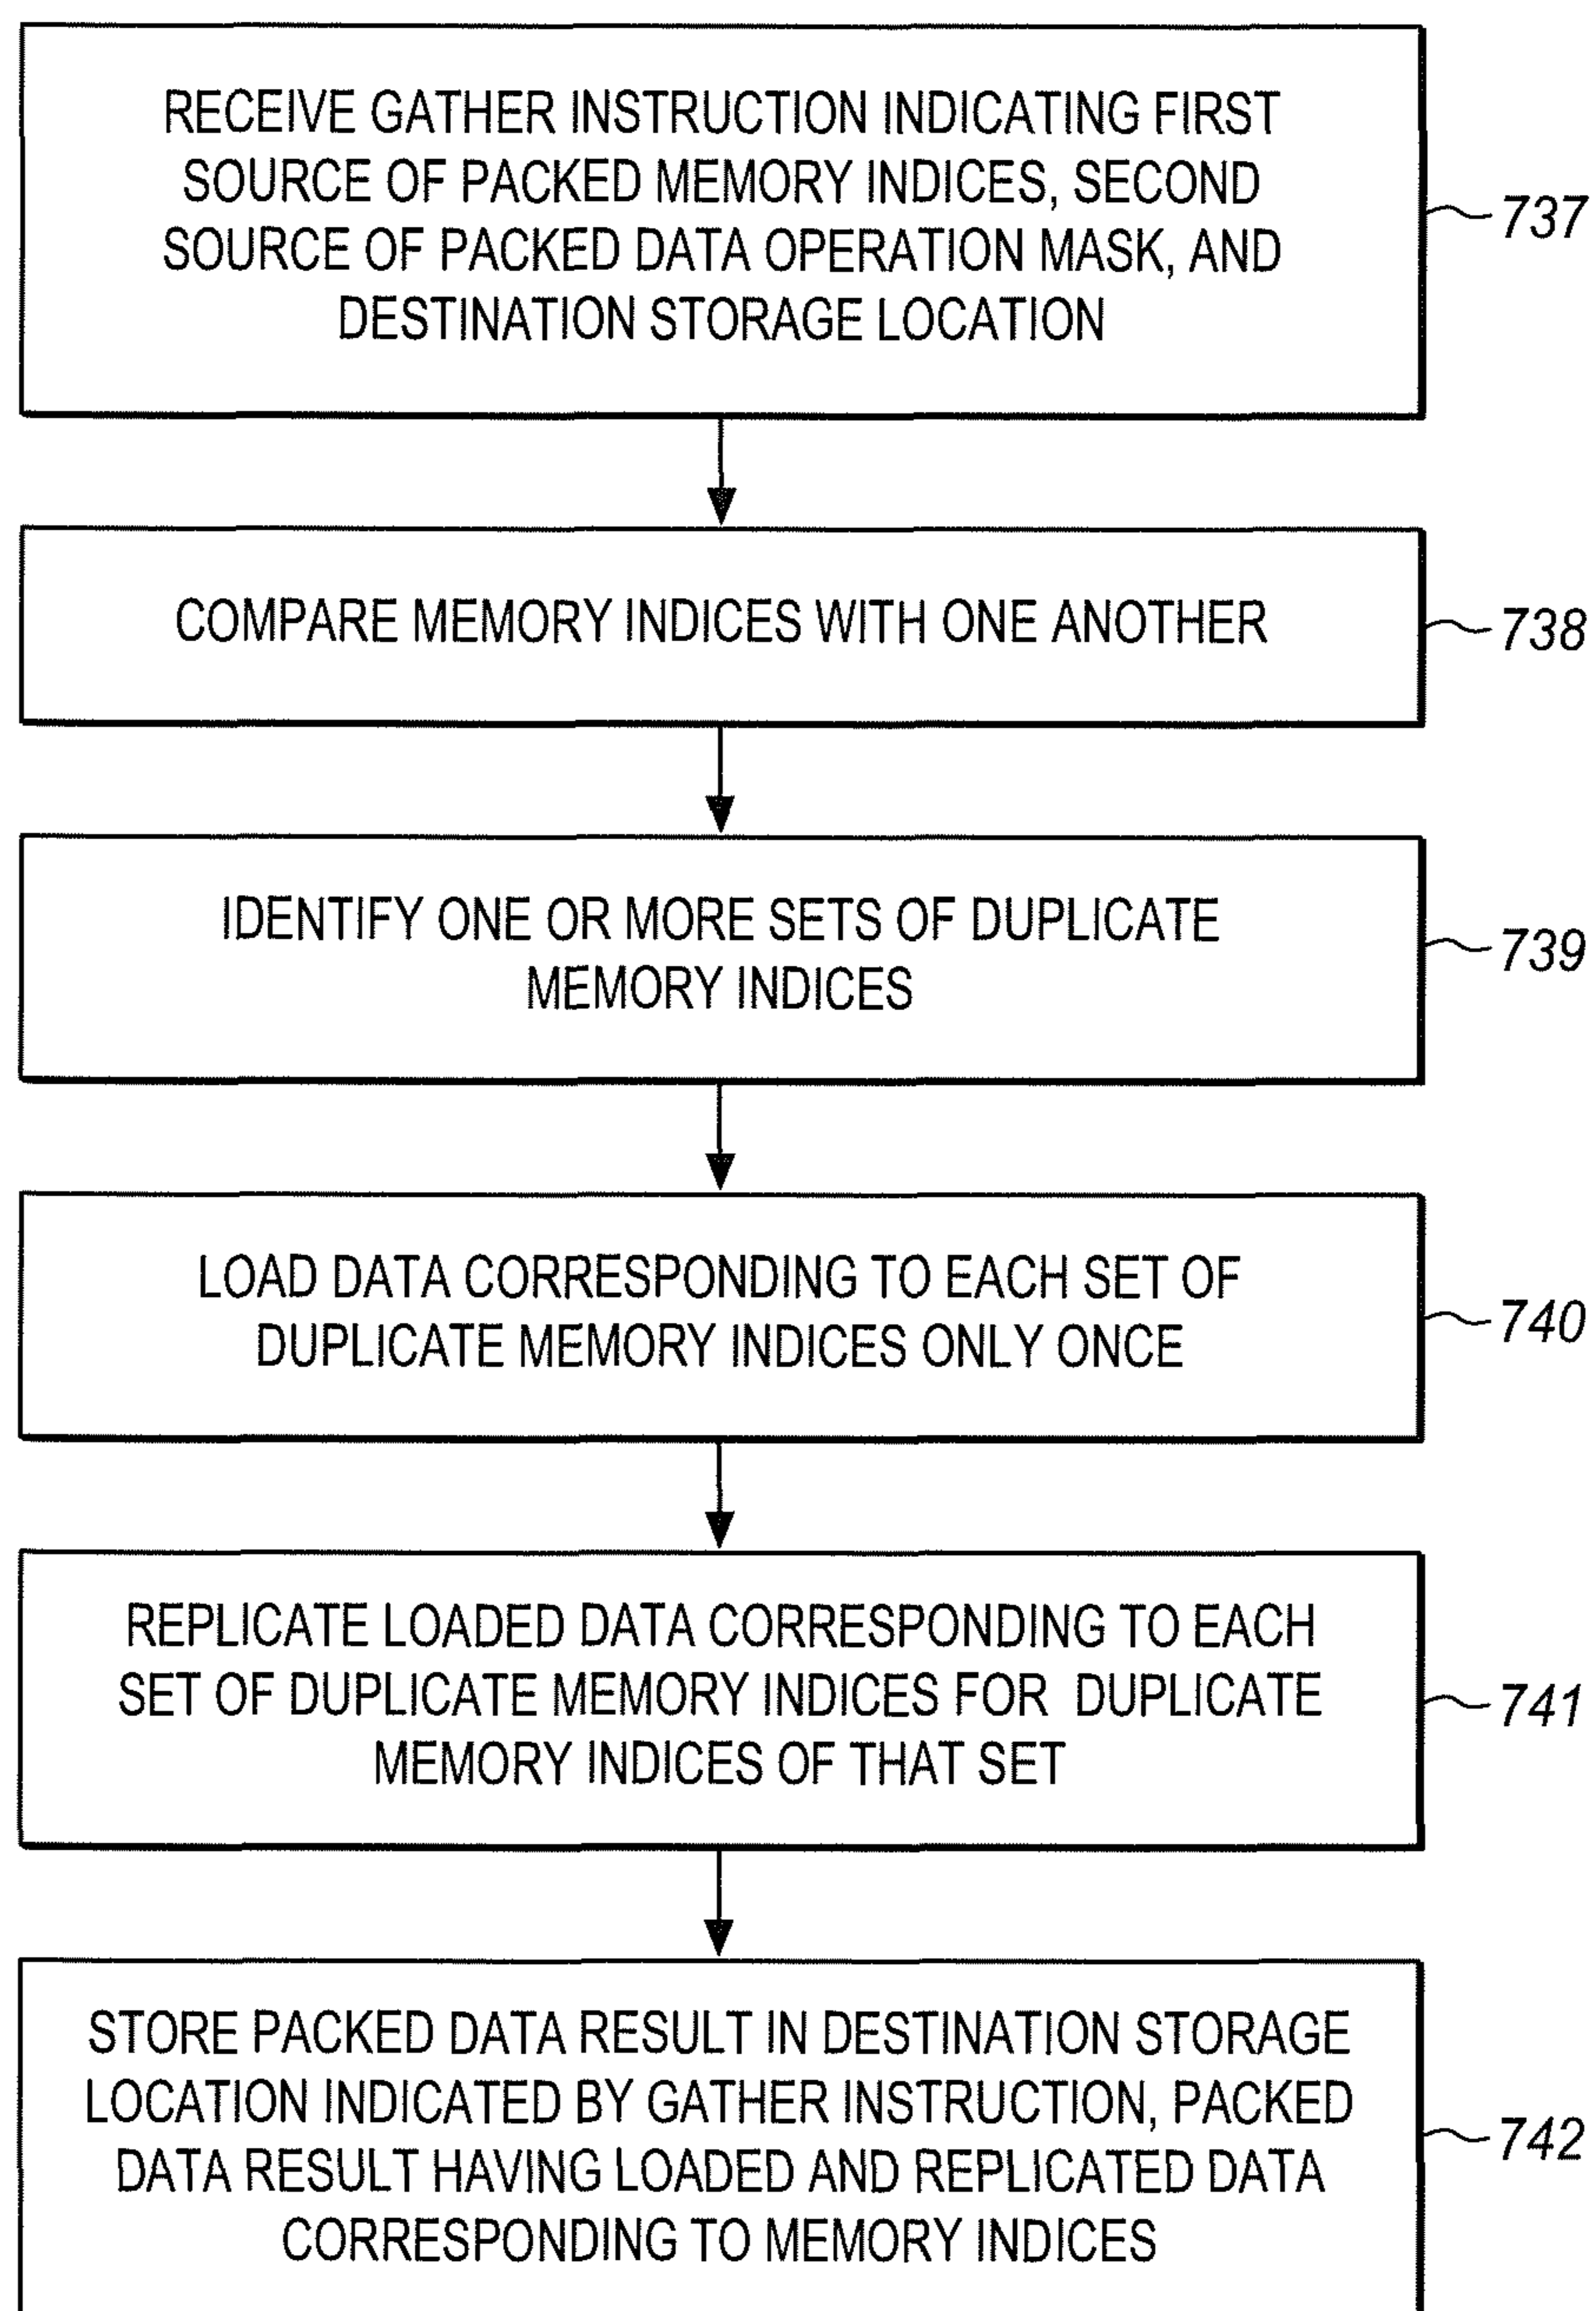 RECEIVE GATHER INSTRUCTION INDICATING FIRST
SOURCE OF PACKED MEMORY INDICES, SECOND
SOURCE OF PACKED DATA OPERATION MASK, AND
DESTINATION STORAGE LOCATION
737
COMPARE MEMORY INDICES WITH ONE ANOTHER
738
IDENTIFY ONE OR MORE SETS OF DUPLICATE
MEMORY INDICES
739
LOAD DATA CORRESPONDING TO EACH SET OF
DUPLICATE MEMORY INDICES ONLY ONCE
740
REPLICATE LOADED DATA CORRESPONDING TO EACH
SET OF DUPLICATE MEMORY INDICES FOR DUPLICATE
MEMORY INDICES OF THAT SET
741
STORE PACKED DATA RESULT IN DESTINATION STORAGE
LOCATION INDICATED BY GATHER INSTRUCTION, PACKED
DATA RESULT HAVING LOADED AND REPLICATED DATA
CORRESPONDING TO MEMORY INDICES
742